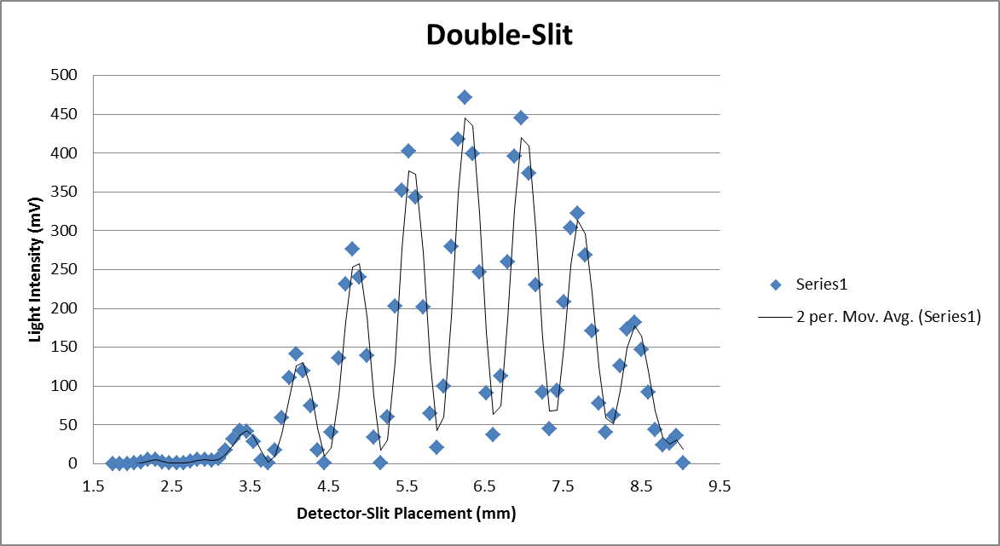 Double-Slit
Light Intensity (mV)
500
450
400
350
300
250
200
150
100
50
0
1.5 2.5 3.5 4.5 5.5 6.5 7.5 8.5 9.5
Detector-Slit Placement (mm)
Series1
2 per. Mov. Avg. (Series1)